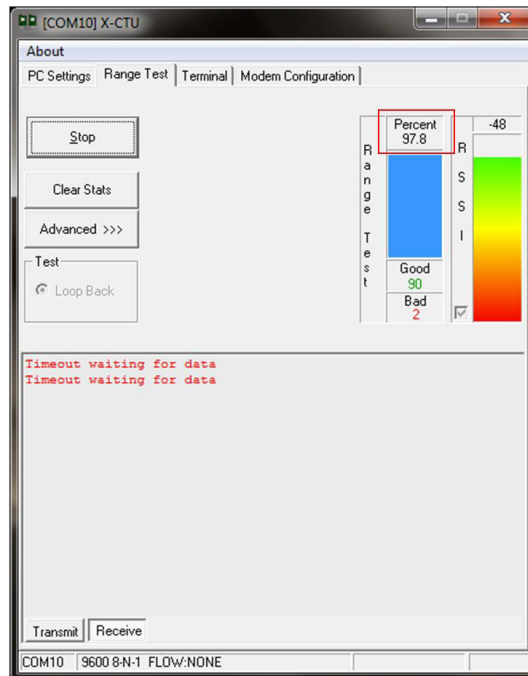 [COM10] X-CTU
About
PC Settings Range Test Terminal Modem Configuration
Stop
Clear Stats
Advanced >>>
Test
Loop Back
Range Test
Percent
97.8
Good
90
Bad
2
RSSI
-48
Timeout waiting for data
Timeout waiting for data
Transmit Receive
COM10 9600 8-N-1 FLOW:NONE